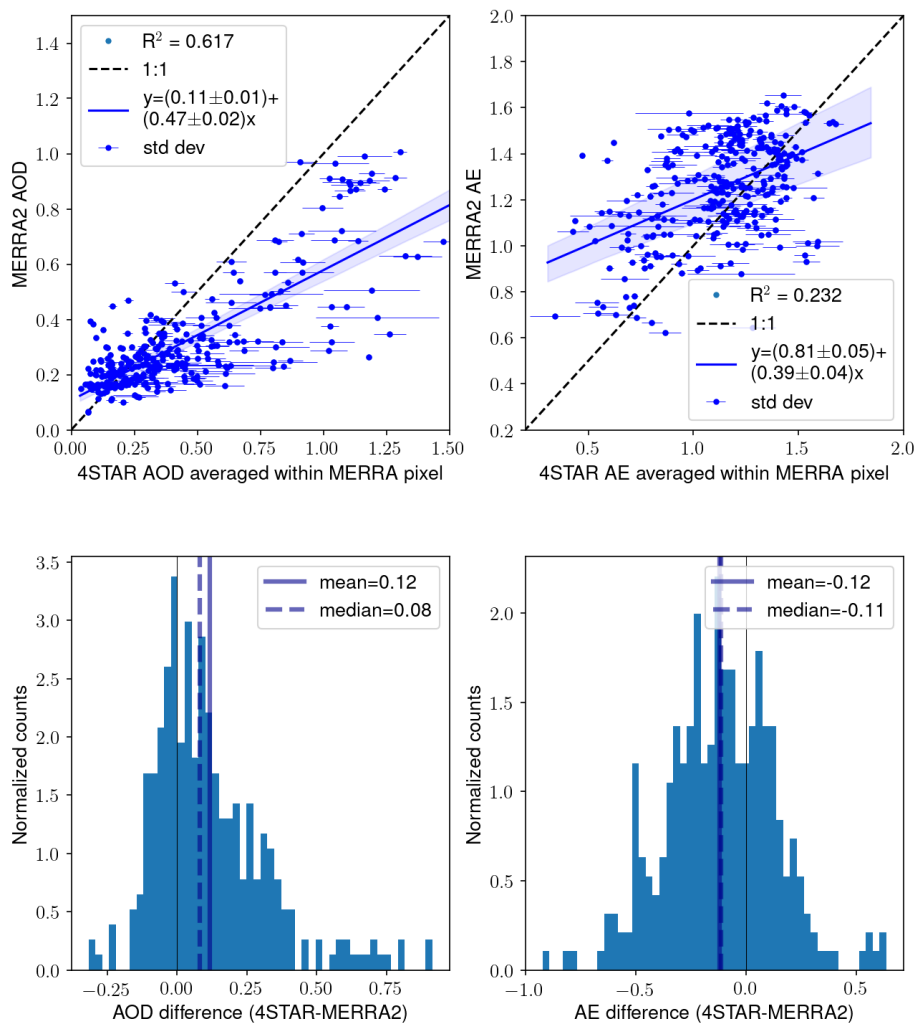 R² = 0.617
1:1
y=(0.11±0.01)+
(0.47±0.02)x
std dev
MERRA2 AOD
1.4
1.2
1.0
0.8
0.6
0.4
0.2
0.0
0.00 0.25 0.50 0.75 1.00 1.25 1.50
4STAR AOD averaged within MERRA pixel
MERRA2 AE
2.0
1.8
1.6
1.4
1.2
1.0
0.8
0.6
0.4
0.2
R² = 0.232
1:1
y=(0.81±0.05)+
(0.39±0.04)x
std dev
0.5 1.0 1.5 2.0
4STAR AE averaged within MERRA pixel
mean=0.12
median=0.08
Normalized counts
3.5
3.0
2.5
2.0
1.5
1.0
0.5
0.0
−0.25 0.00 0.25 0.50 0.75
AOD difference (4STAR-MERRA2)
mean=-0.12
median=-0.11
Normalized counts
2.0
1.5
1.0
0.5
0.0
−1.0 −0.5 0.0 0.5
AE difference (4STAR-MERRA2)